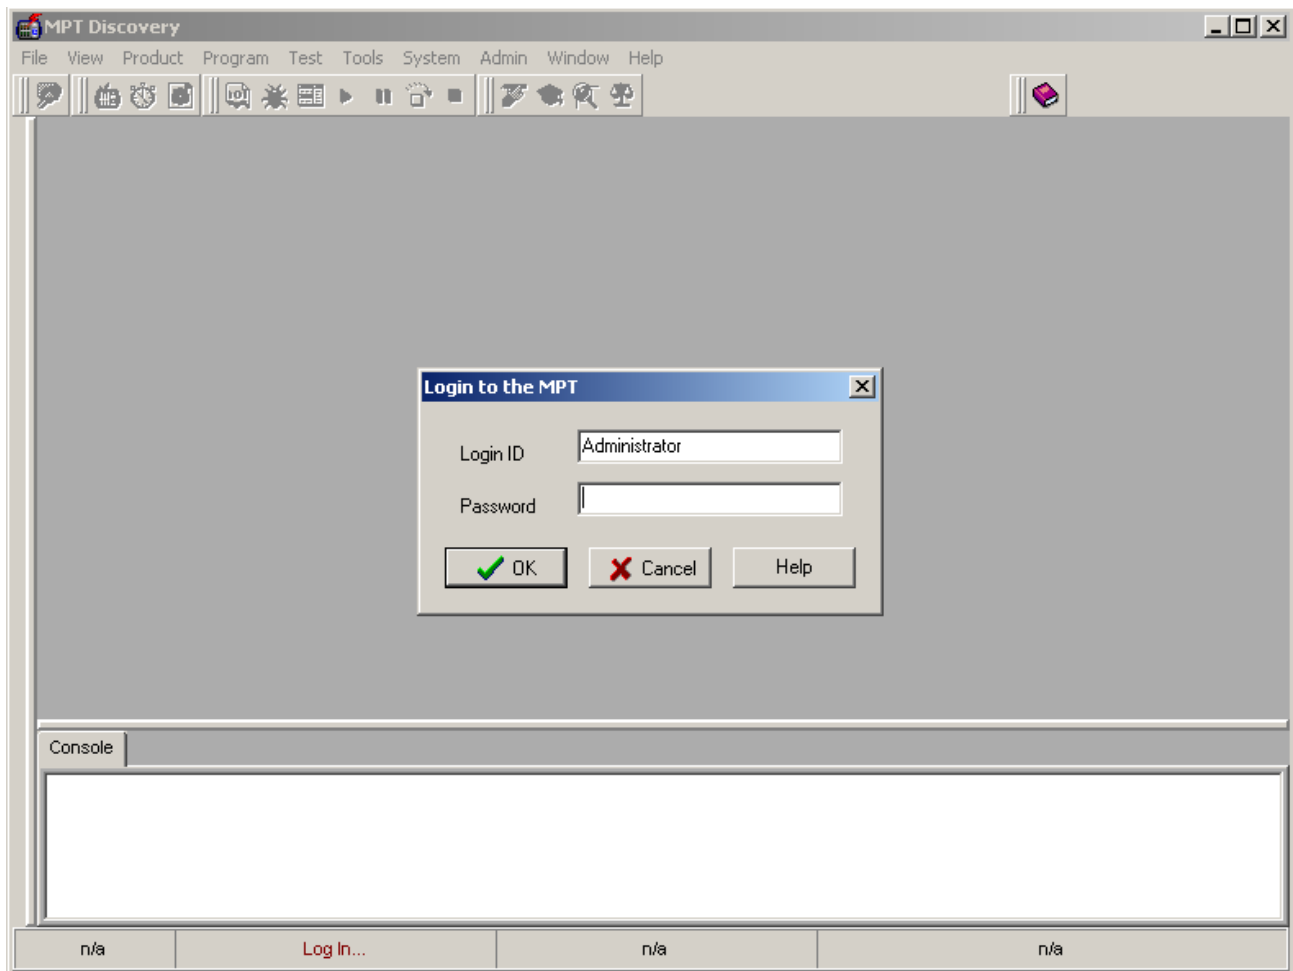 MPT Discovery
File View Product Program Test Tools System Admin Window Help
Login to the MPT
Login ID Administrator
Password
OK Cancel Help
Console
n/a Log In... n/a n/a